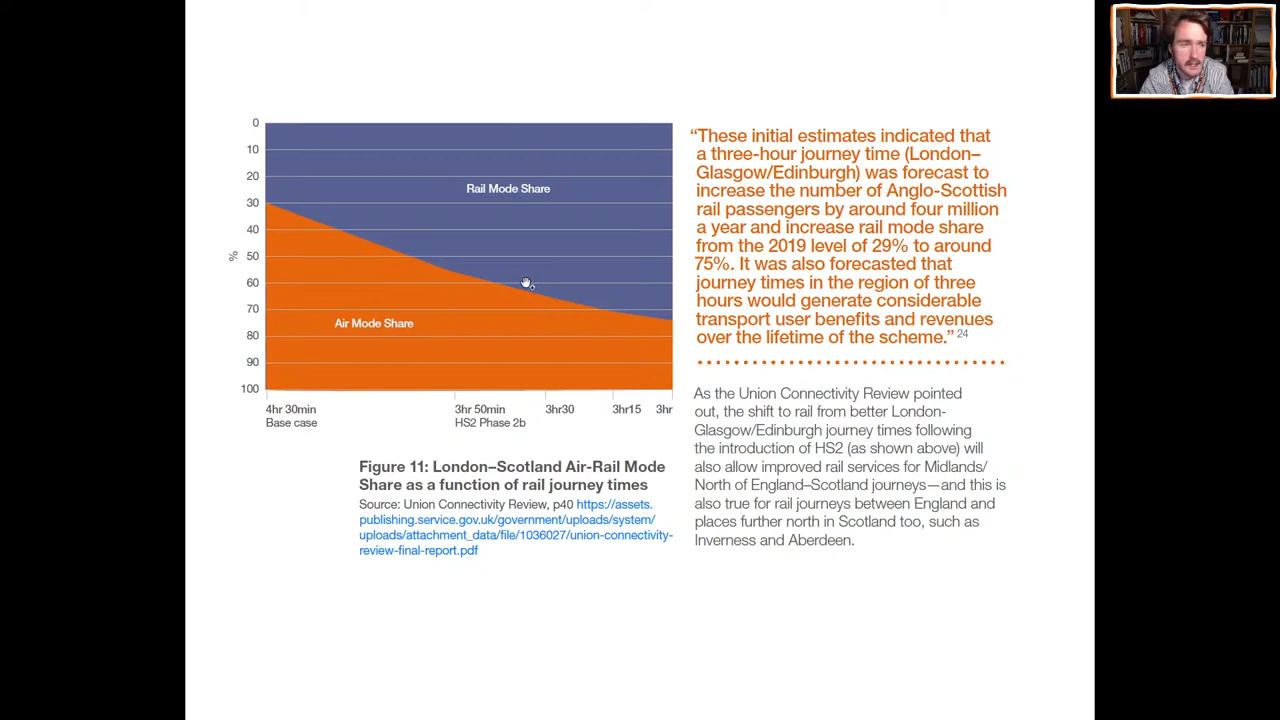 0
10
20
30
40
50
60
70
80
90
100
%
Rail Mode Share
Air Mode Share
4hr 30min
Base case
3hr 50min
HS2 Phase 2b
3hr30
3hr15
3hr
Figure 11: London–Scotland Air-Rail Mode
Share as a function of rail journey times
Source: Union Connectivity Review, p40 https://assets.
publishing.service.gov.uk/government/uploads/system/
uploads/attachment_data/file/1036027/union-connectivity-
review-final-report.pdf
“These initial estimates indicated that
a three-hour journey time (London–
Glasgow/Edinburgh) was forecast to
increase the number of Anglo-Scottish
rail passengers by around four million
a year and increase rail mode share
from the 2019 level of 29% to around
75%. It was also forecasted that
journey times in the region of three
hours would generate considerable
transport user benefits and revenues
over the lifetime of the scheme.” 24
As the Union Connectivity Review pointed
out, the shift to rail from better London-
Glasgow/Edinburgh journey times following
the introduction of HS2 (as shown above) will
also allow improved rail services for Midlands/
North of England–Scotland journeys—and this is
also true for rail journeys between England and
places further north in Scotland too, such as
Inverness and Aberdeen.